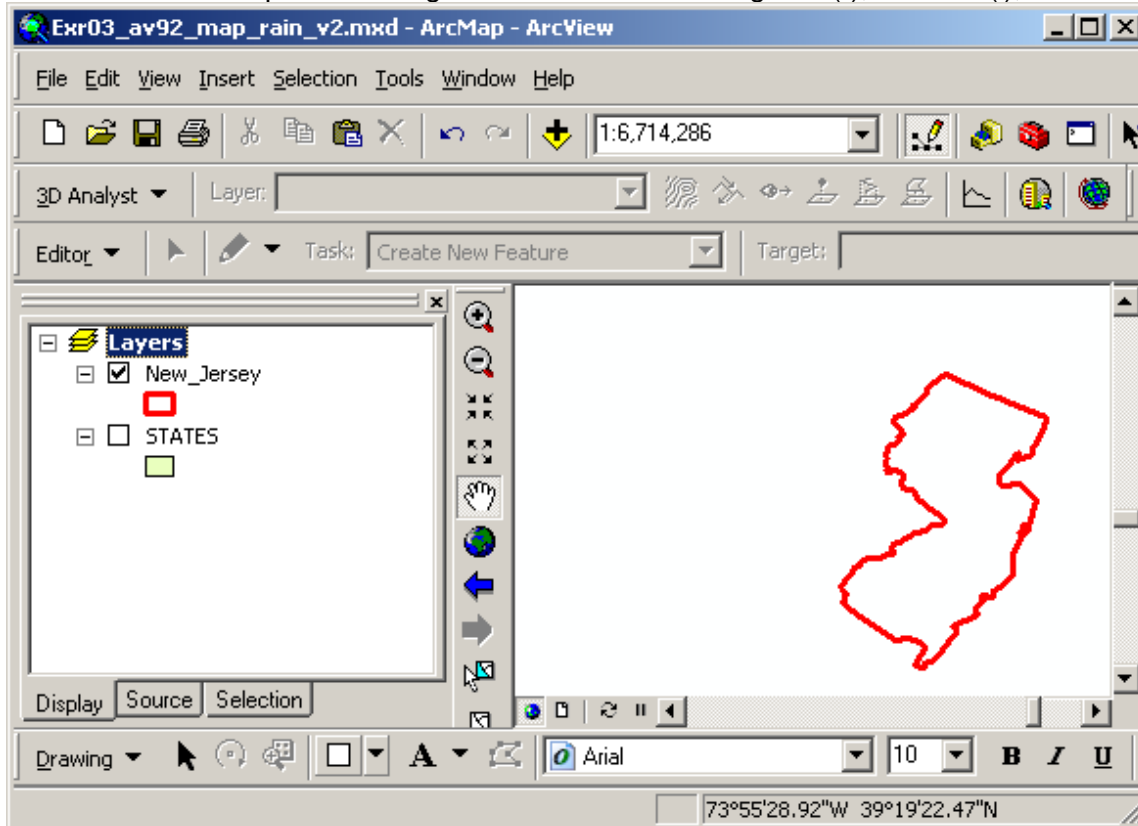 Exr03_av92_map_rain_v2.mxd - ArcMap - ArcView
File Edit View Insert Selection Tools Window Help
1:6,714,286
3D Analyst Layer:
Editor Task: Create New Feature Target:
Layers
New_Jersey
STATES
Display Source Selection
Drawing A Arial 10 B I U
73°55'28.92"W 39°19'22.47"N